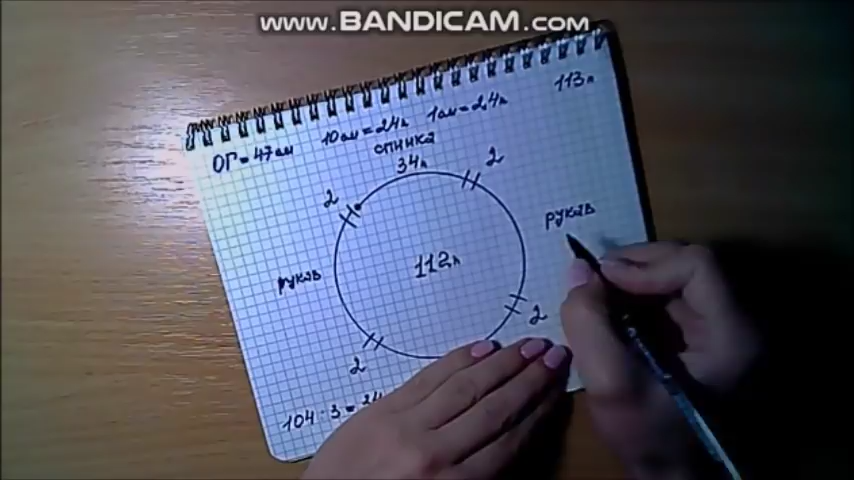 www.BANDICAM.com
113п
ОГ = 47см 10см = 24п 1см = 2,4п
спинка
34п
2 2
рукав
112п
рукав
2
2
104 : 3 = 34